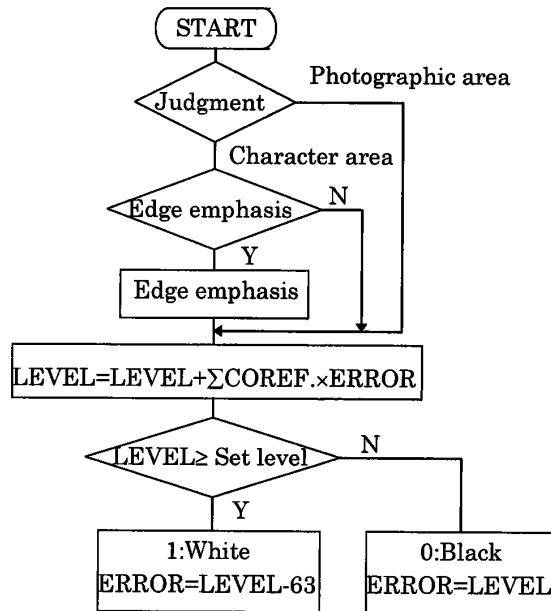 START
Photographic area
Judgment
Character area
Edge emphasis
N
Y
Edge emphasis
LEVEL=LEVEL+∑COREF.×ERROR
LEVEL≥ Set level
N
Y
1:White
ERROR=LEVEL-63
0:Black
ERROR=LEVEL